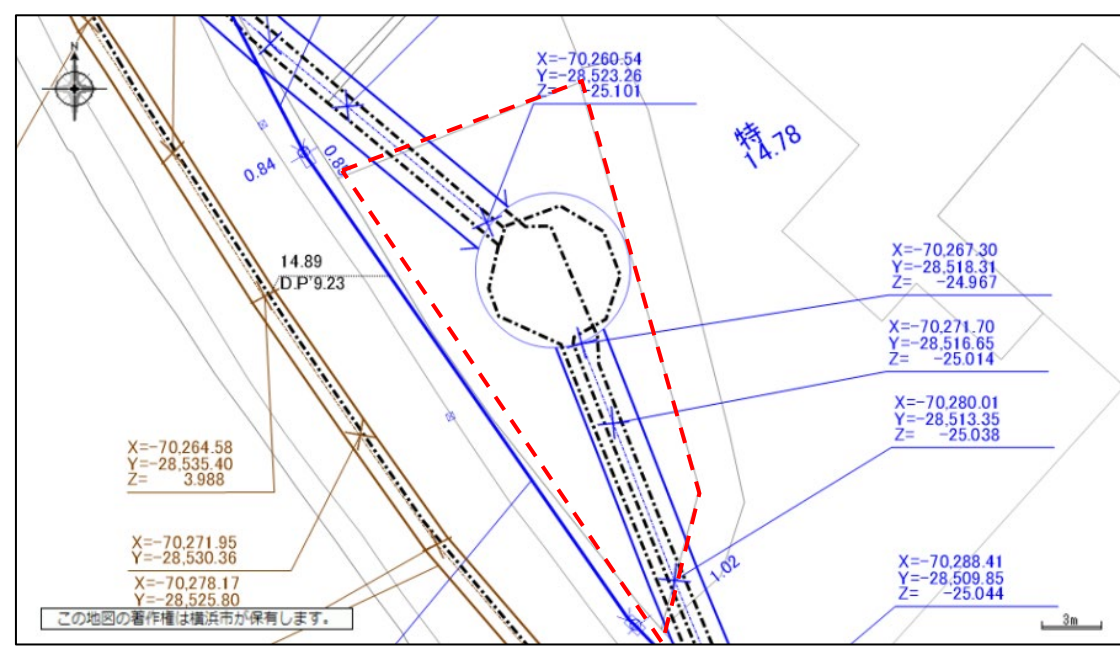 N
X=-70,260.54
Y=-28,523.26
Z= -25.101
特
14.78
0.84
14.89
D.P 9.23
X=-70,267.30
Y=-28,518.31
Z= -24.967
X=-70,271.70
Y=-28,516.65
Z= -25.014
X=-70,280.01
Y=-28,513.35
Z= -25.038
X=-70,264.58
Y=-28,535.40
Z= 3.988
X=-70,271.95
Y=-28,530.36
X=-70,278.17
Y=-28,525.80
1.02
X=-70,288.41
Y=-28,509.85
Z= -25.044
この地図の著作権は横浜市が保有します。
3m